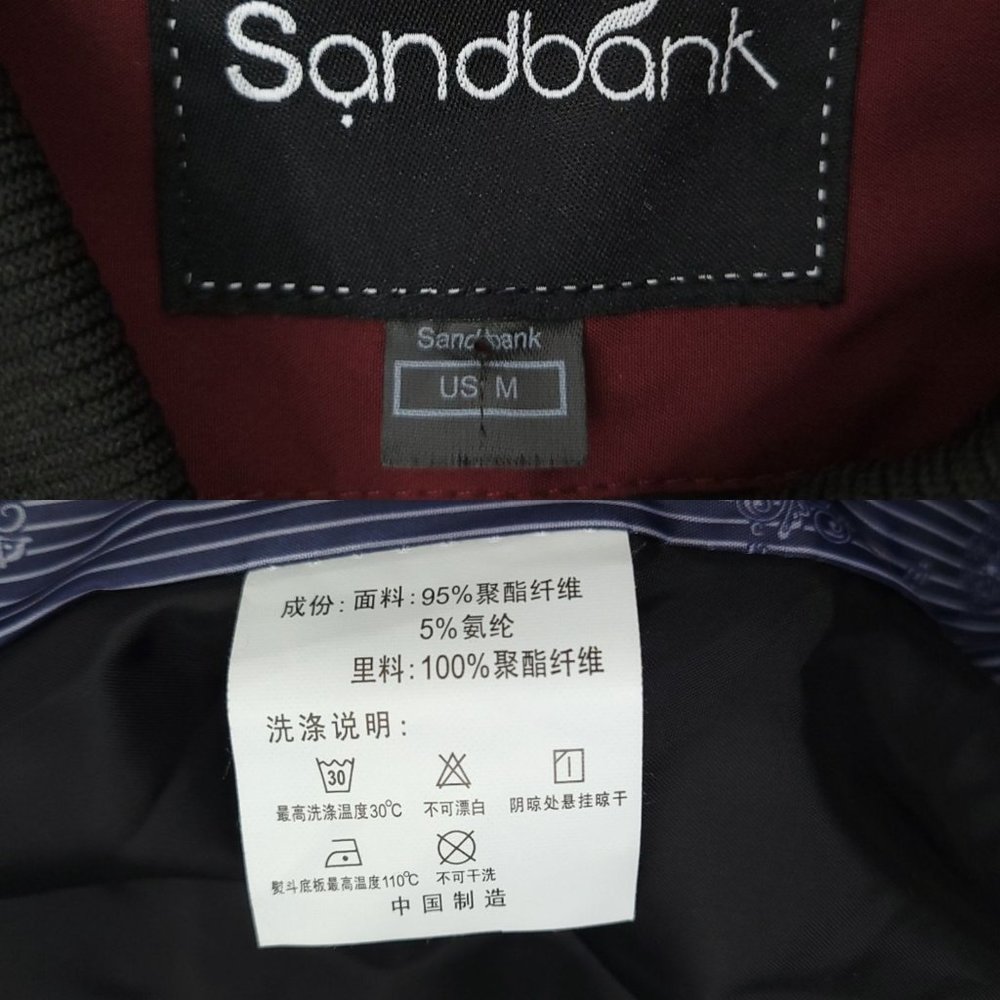 Sandbank
Sandbank
US M
成份:面料:95%聚酯纤维
5%氨纶
里料:100%聚酯纤维
洗涤说明:
30
最高洗涤温度30℃ 不可漂白 阴晾处悬挂晾干
熨斗底板最高温度110℃ 不可干洗
中国制造